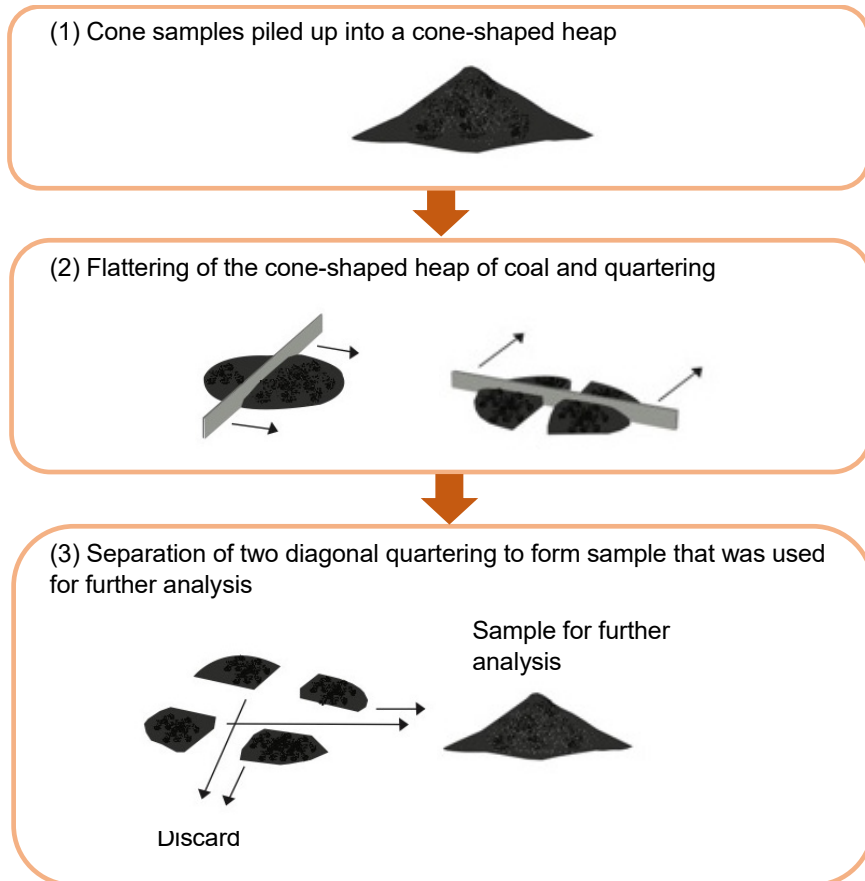 (1) Cone samples piled up into a cone-shaped heap
(2) Flattering of the cone-shaped heap of coal and quartering
(3) Separation of two diagonal quartering to form sample that was used
for further analysis
Sample for further
analysis
Discard